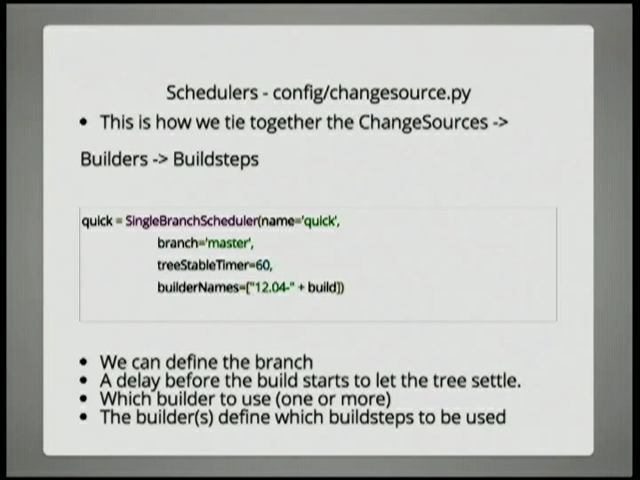 Schedulers - config/changesource.py
• This is how we tie together the ChangeSources ->
Builders -> Buildsteps
quick = SingleBranchScheduler(name='quick',
branch='master',
treeStableTimer=60,
builderNames=["12.04-" + build])
• We can define the branch
• A delay before the build starts to let the tree settle.
• Which builder to use (one or more)
• The builder(s) define which buildsteps to be used